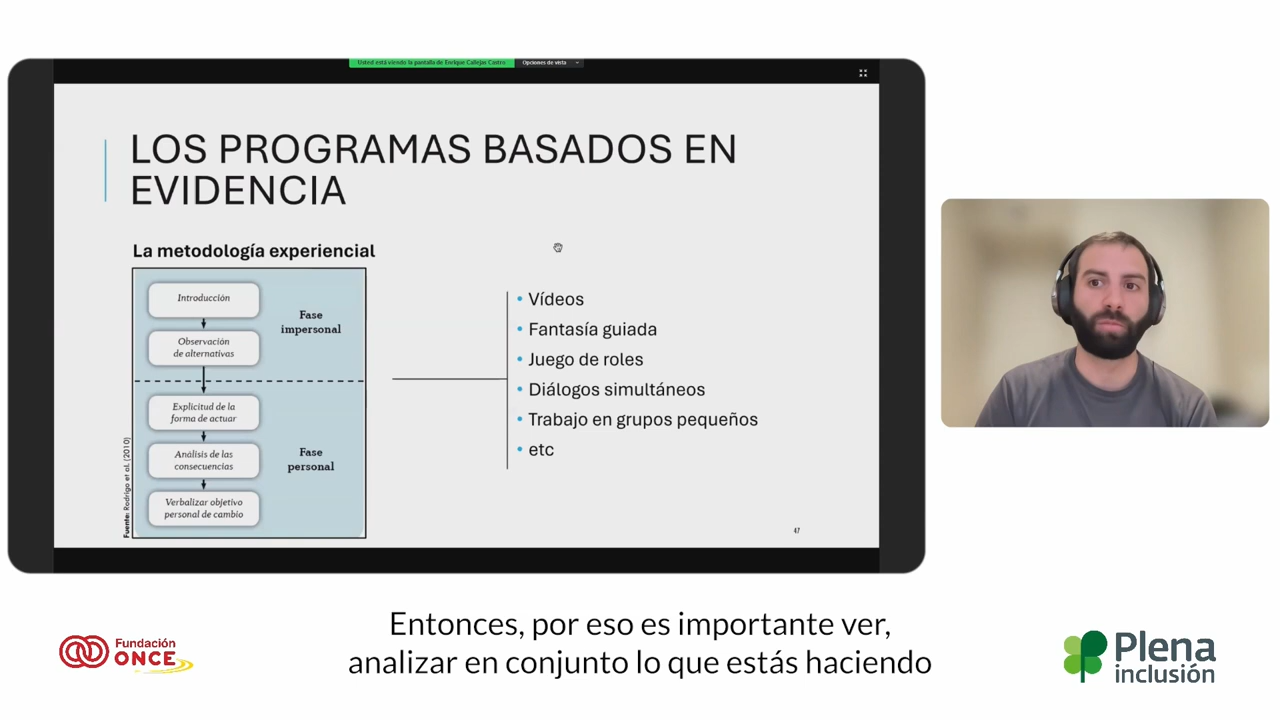 Usted está viendo la pantalla de Enrique Callejas Castro
Opciones de vista
LOS PROGRAMAS BASADOS EN
EVIDENCIA
La metodología experiencial
Introducción
Observación
de alternativas
Fase
impersonal
Explicitud de la
forma de actuar
Análisis de las
consecuencias
Verbalizar objetivo
personal de cambio
Fase
personal
Fuente: Rodrigo et al. (2010)
• Vídeos
• Fantasía guiada
• Juego de roles
• Diálogos simultáneos
• Trabajo en grupos pequeños
• etc
47
Entonces, por eso es importante ver,
analizar en conjunto lo que estás haciendo
Fundación
ONCE
Plena
inclusión